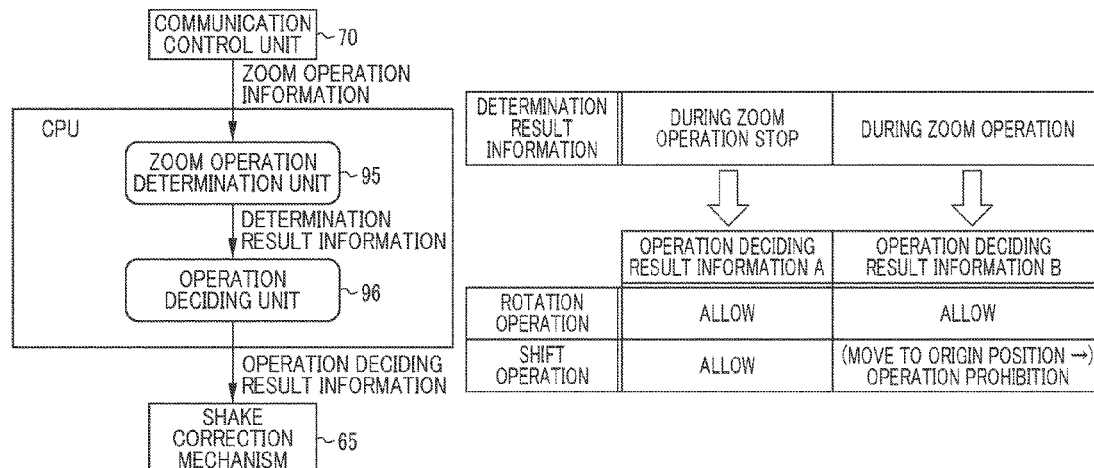 COMMUNICATION
CONTROL UNIT
70
ZOOM OPERATION
INFORMATION
CPU
ZOOM OPERATION
DETERMINATION UNIT
95
DETERMINATION
RESULT INFORMATION
OPERATION
DECIDING UNIT
96
OPERATION DECIDING
RESULT INFORMATION
SHAKE
CORRECTION
MECHANISM
65
DETERMINATION
RESULT
INFORMATION
DURING ZOOM
OPERATION STOP
DURING ZOOM OPERATION
OPERATION DECIDING
RESULT INFORMATION A
OPERATION DECIDING
RESULT INFORMATION B
ROTATION
OPERATION
ALLOW
ALLOW
SHIFT
OPERATION
ALLOW
(MOVE TO ORIGIN POSITION →)
OPERATION PROHIBITION